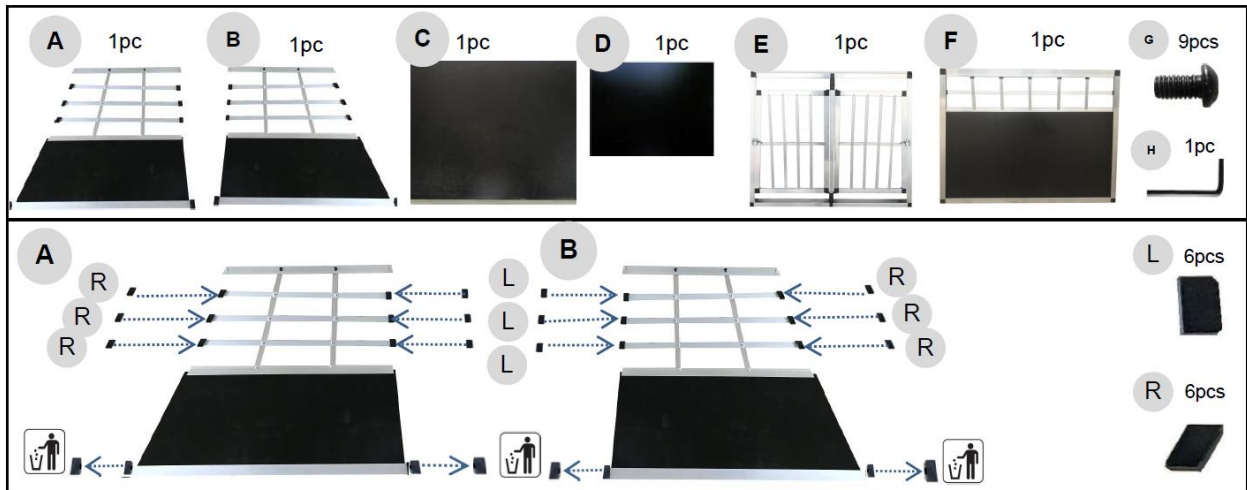 A 1pc
B 1pc
C 1pc
D 1pc
E 1pc
F 1pc
G 9pcs
H 1pc
A
R
R
R
L
L
L
B
R
R
R
L 6pcs
R 6pcs